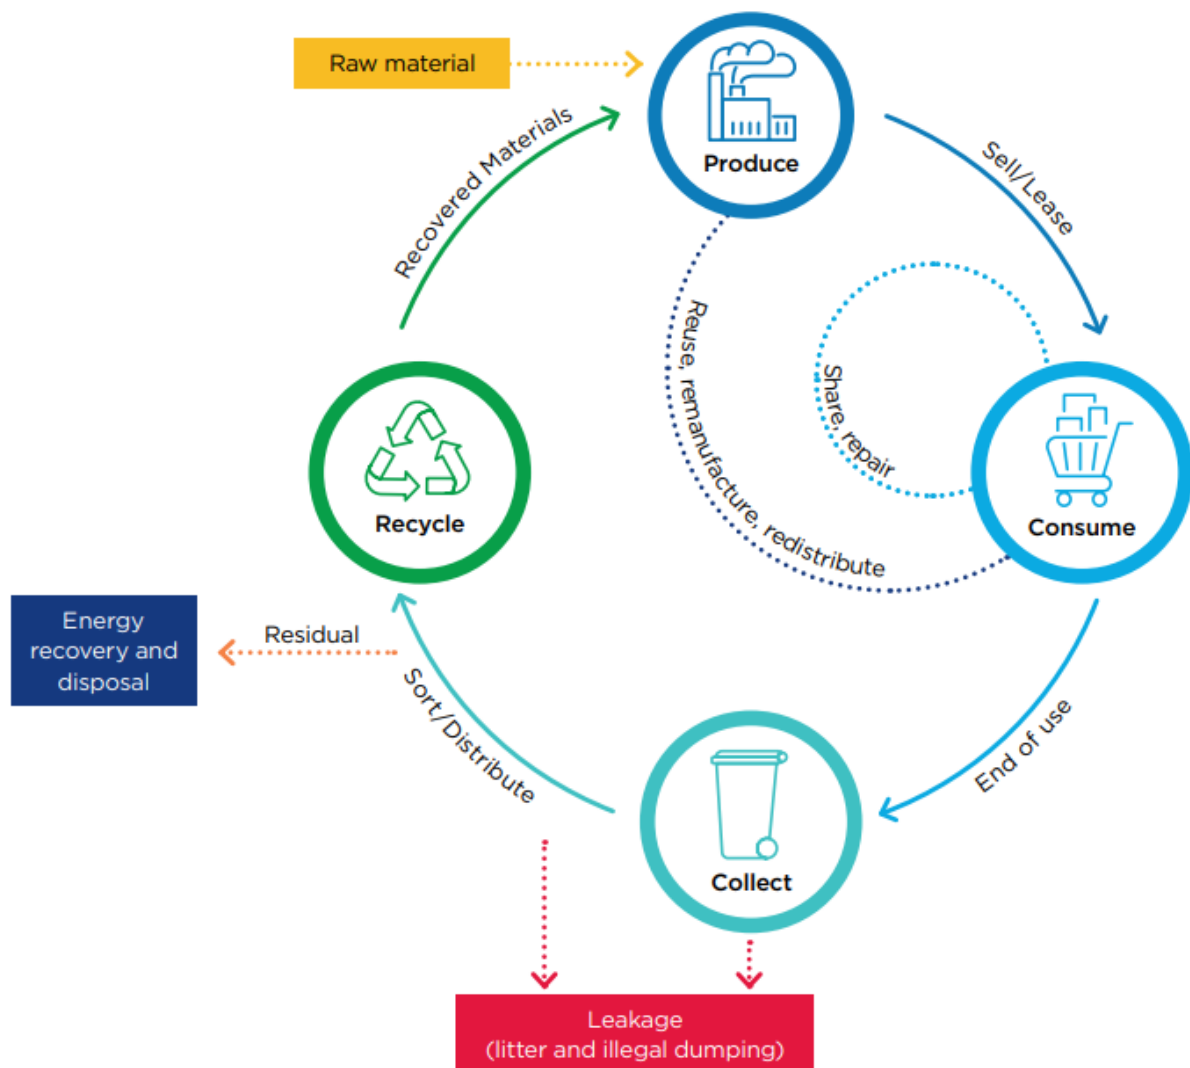 Raw material
Produce
Recovered Materials
Sell/Lease
Reuse, remanufacture, redistribute
Share, repair
Recycle
Consume
Energy
recovery and
disposal
Residual
Sort/Distribute
End of use
Collect
Leakage
(litter and illegal dumping)